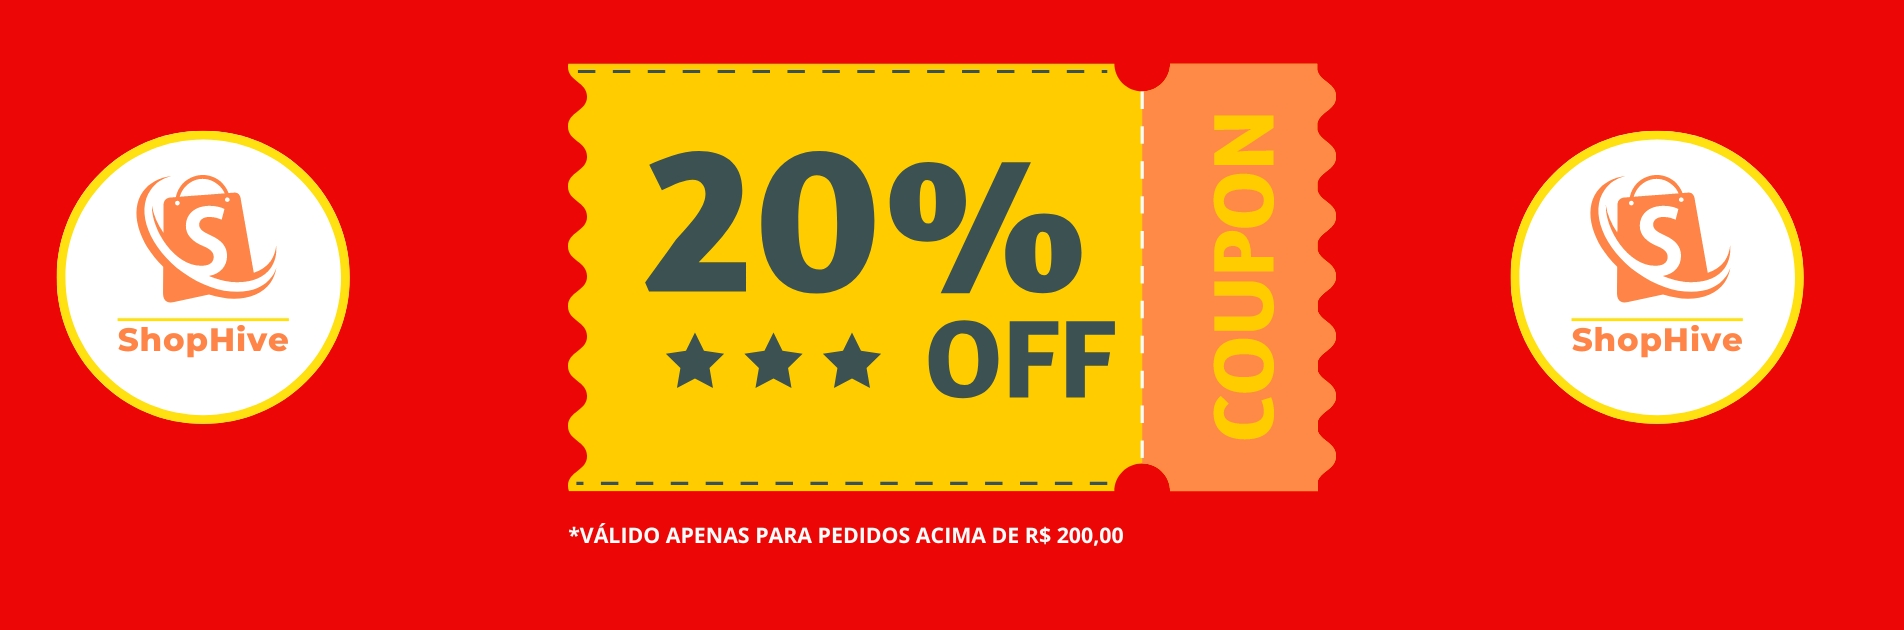 ShopHive
20%
OFF
COUPON
*VÁLIDO APENAS PARA PEDIDOS ACIMA DE R$ 200,00
ShopHive